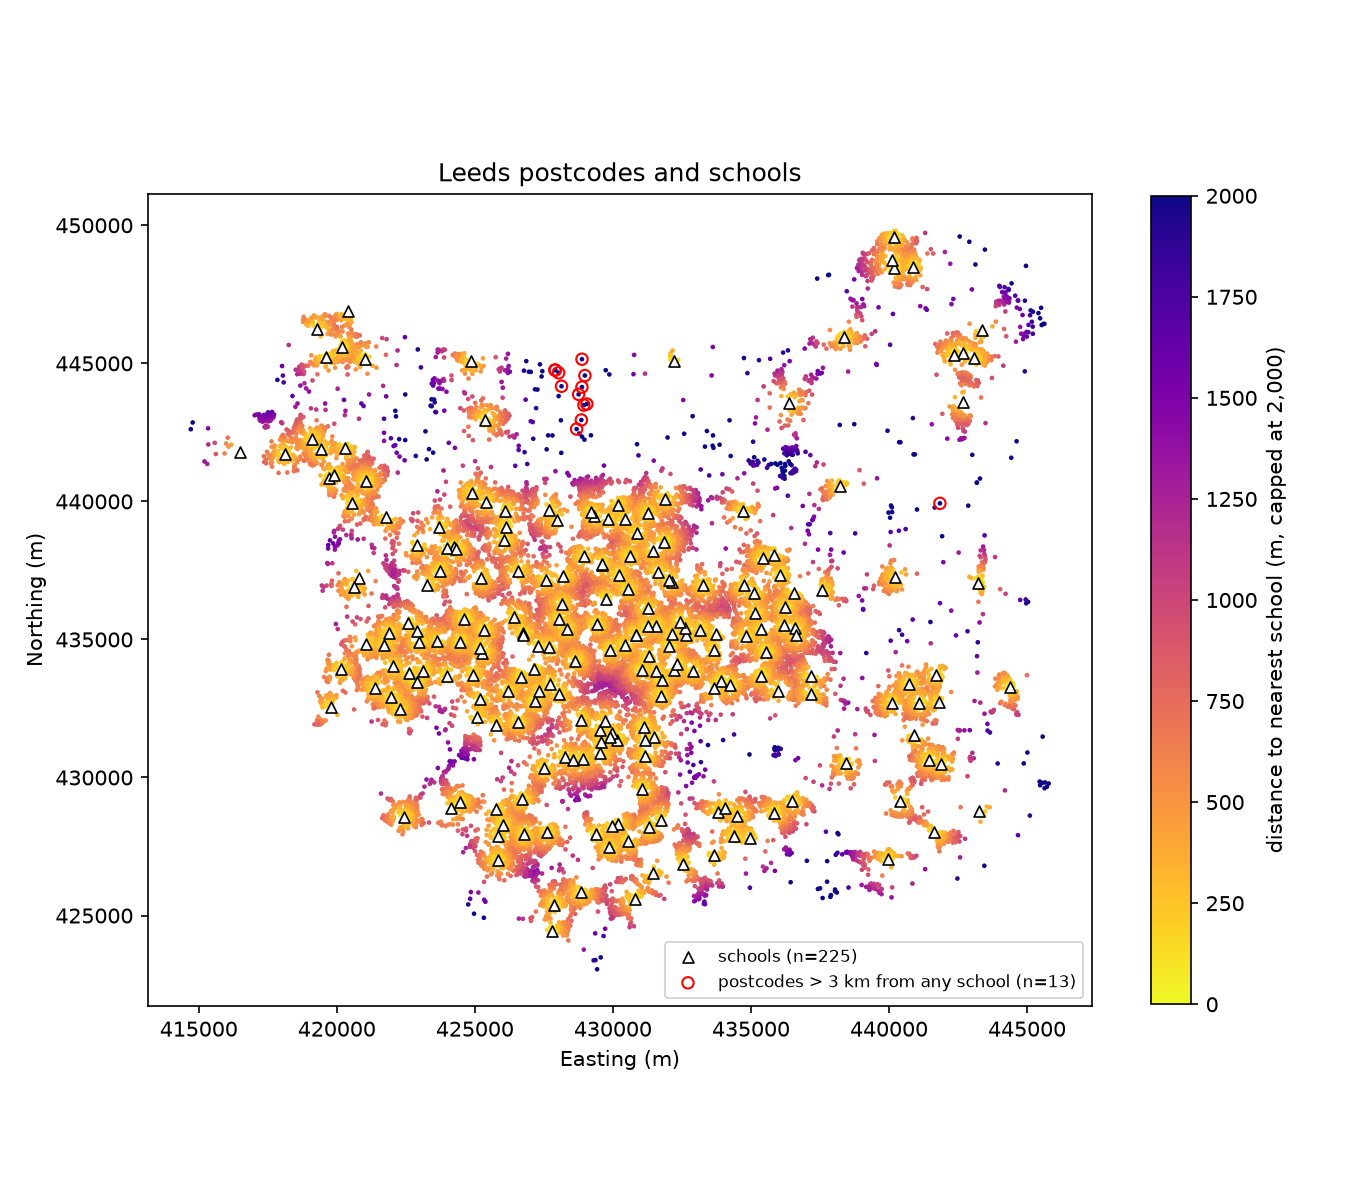 Leeds postcodes and schools
450000
445000
440000
435000
430000
425000
Northing (m)
415000 420000 425000 430000 435000 440000 445000
Easting (m)
schools (n=225)
postcodes > 3 km from any school (n=13)
2000
1750
1500
1250
1000
750
500
250
0
distance to nearest school (m, capped at 2,000)